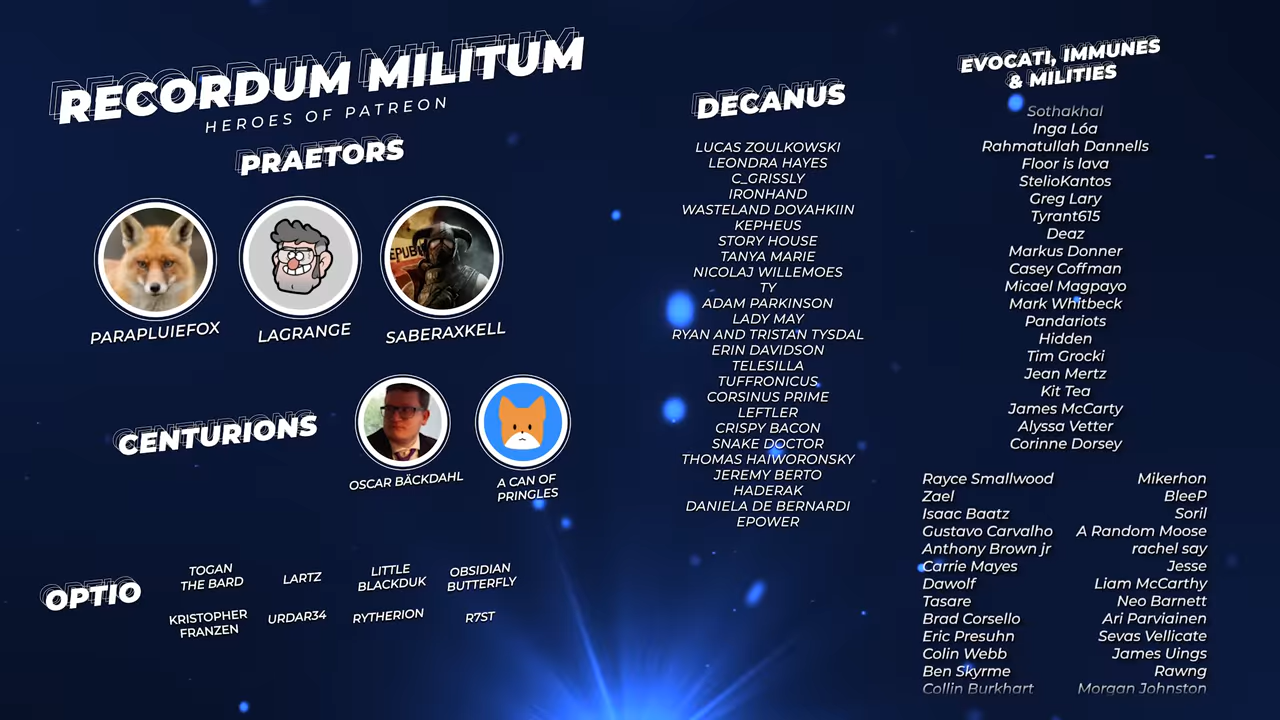 RECORDUM MILITUM
HEROES OF PATREON
PRAETORS
EPUB
PARAPLUIEFOX
LAGRANGE
SABERAXKELL
CENTURIONS
OSCAR BÄCKDAHL
A CAN OF
PRINGLES
OPTIO
TOGAN
THE BARD
LARTZ
LITTLE
BLACKDUK
OBSIDIAN
BUTTERFLY
KRISTOPHER
FRANZEN
URDAR34
RYTHERION
R7ST
DECANUS
LUCAS ZOULKOWSKI
LEONDRA HAYES
C_GRISSLY
IRONHAND
WASTELAND DOVAHKIIN
KEPHEUS
STORY HOUSE
TANYA MARIE
NICOLAJ WILLEMOES
TY
ADAM PARKINSON
LADY MAY
RYAN AND TRISTAN TYSDAL
ERIN DAVIDSON
TELESILLA
TUFFRONICUS
CORSINUS PRIME
LEFTLER
CRISPY BACON
SNAKE DOCTOR
THOMAS HAIWORONSKY
JEREMY BERTO
HADERAK
DANIELA DE BERNARDI
EPOWER
EVOCATI, IMMUNES
& MILITIES
Sothakhal
Inga Lóa
Rahmatullah Dannells
Floor is lava
StelioKantos
Greg Lary
Tyrant615
Deaz
Markus Donner
Casey Coffman
Micael Magpayo
Mark Whitbeck
Pandariots
Hidden
Tim Grocki
Jean Mertz
Kit Tea
James McCarty
Alyssa Vetter
Corinne Dorsey
Rayce Smallwood
Zael
Isaac Baatz
Gustavo Carvalho
Anthony Brown jr
Carrie Mayes
Dawolf
Tasare
Brad Corsello
Eric Presuhn
Colin Webb
Ben Skyrme
Collin Burkhart
Mikerhon
BleeP
Soril
A Random Moose
rachel say
Jesse
Liam McCarthy
Neo Barnett
Ari Parviainen
Sevas Vellicate
James Uings
Rawng
Morgan Johnston